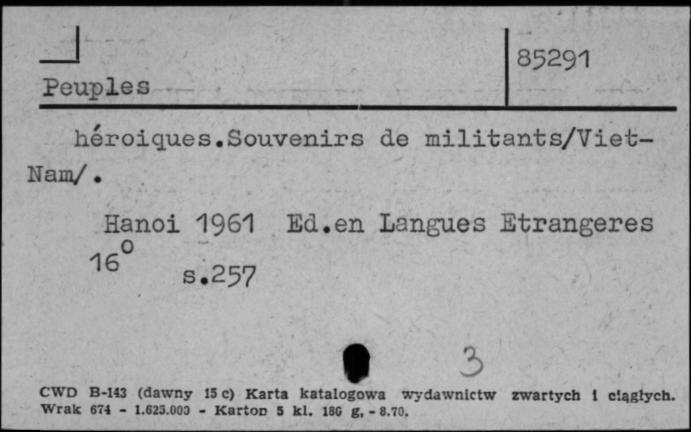 85291
Peuples
héroiques.Souvenirs de militants/Viet-
Nam/.
Hanoi 1961 Ed.en Langues Etrangeres
16⁰
s.257
3
CWD B-143 (dawny 15 c) Karta katalogowa wydawnictw zwartych i ciągłych.
Wrak 674 - 1.625.000 - Karton 5 kl. 180 g, - 8.70.